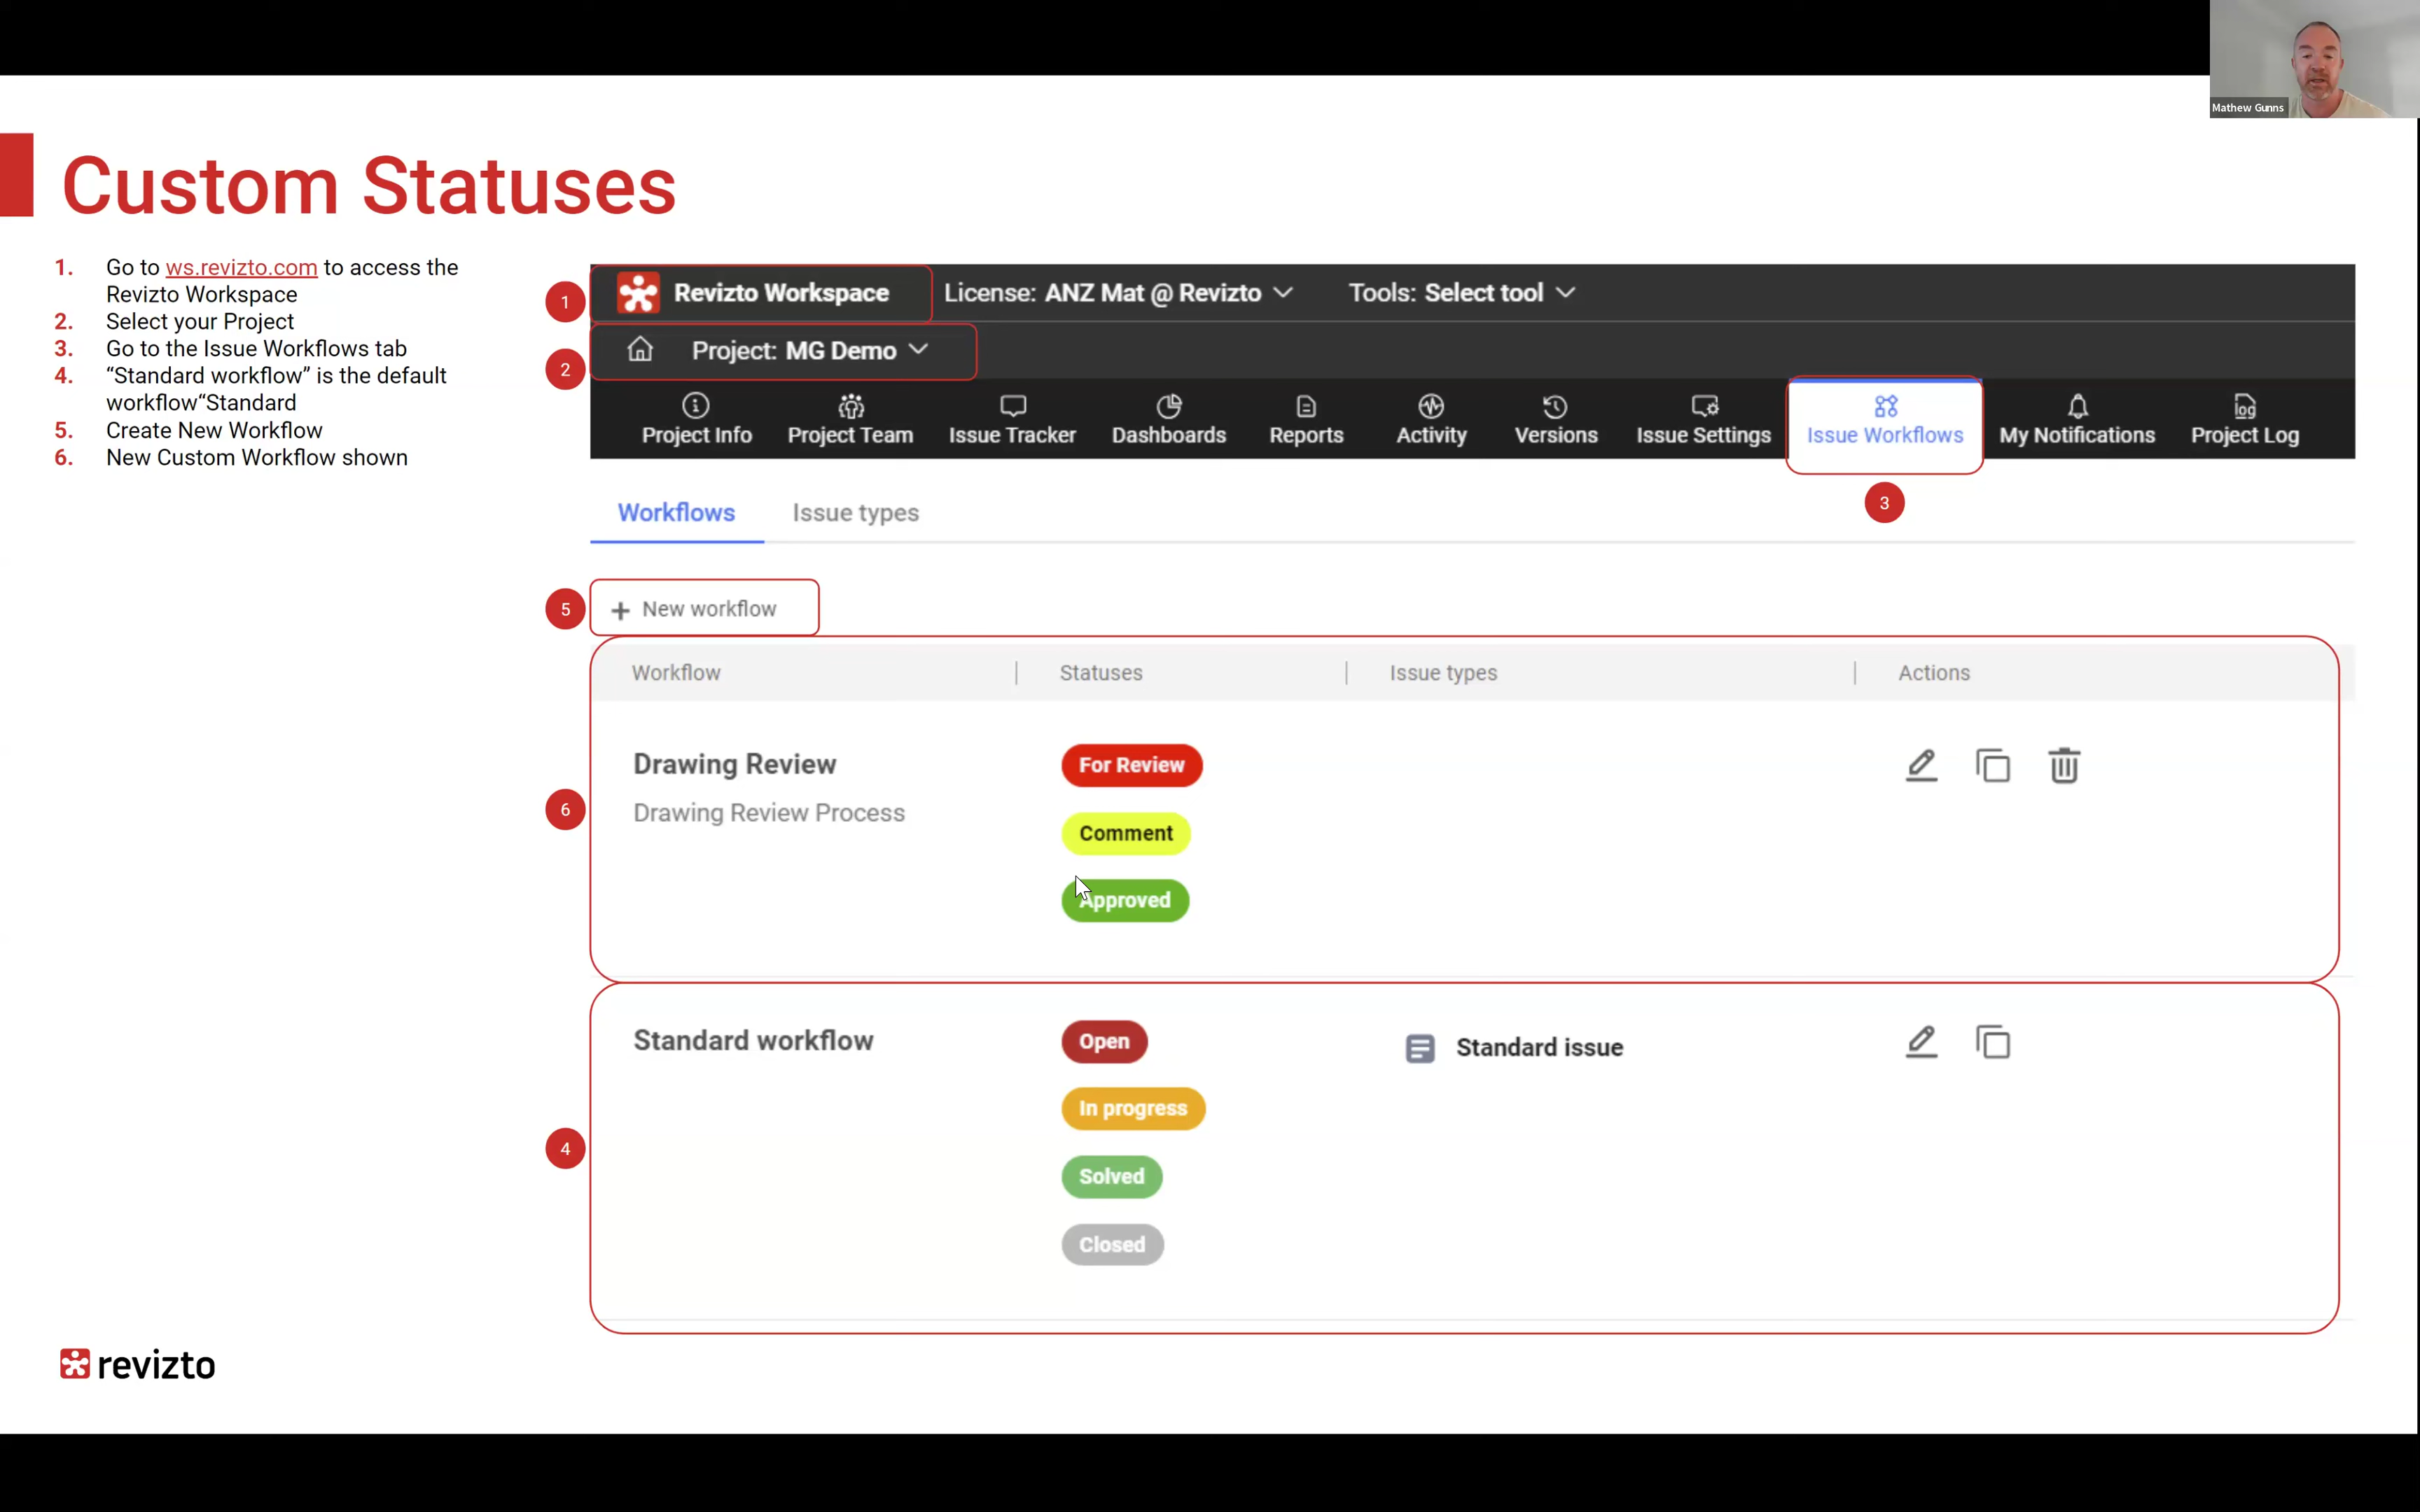 Mathew Gunns
Custom Statuses
1. Go to ws.revizto.com to access the
Revizto Workspace
2. Select your Project
3. Go to the Issue Workflows tab
4. “Standard workflow” is the default
workflow“Standard
5. Create New Workflow
6. New Custom Workflow shown
1 Revizto Workspace License: ANZ Mat @ Revizto Tools: Select tool
2 Project: MG Demo
Project Info Project Team Issue Tracker Dashboards Reports Activity Versions Issue Settings Issue Workflows My Notifications log Project Log
3
Workflows Issue types
5 + New workflow
Workflow | Statuses | Issue types | Actions
6
Drawing Review For Review
Drawing Review Process Comment
Approved
4
Standard workflow Open Standard issue
In progress
Solved
Closed
revizto